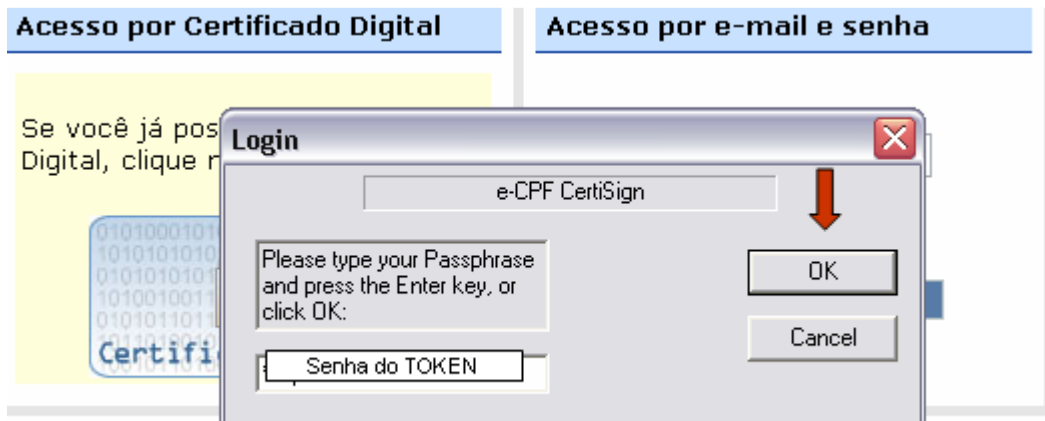 Acesso por Certificado Digital
Acesso por e-mail e senha
Se você já pos
Digital, clique
Login
e-CPF CertiSign
Please type your Passphrase
and press the Enter key, or
click OK:
OK
Cancel
Senha do TOKEN
Certifi